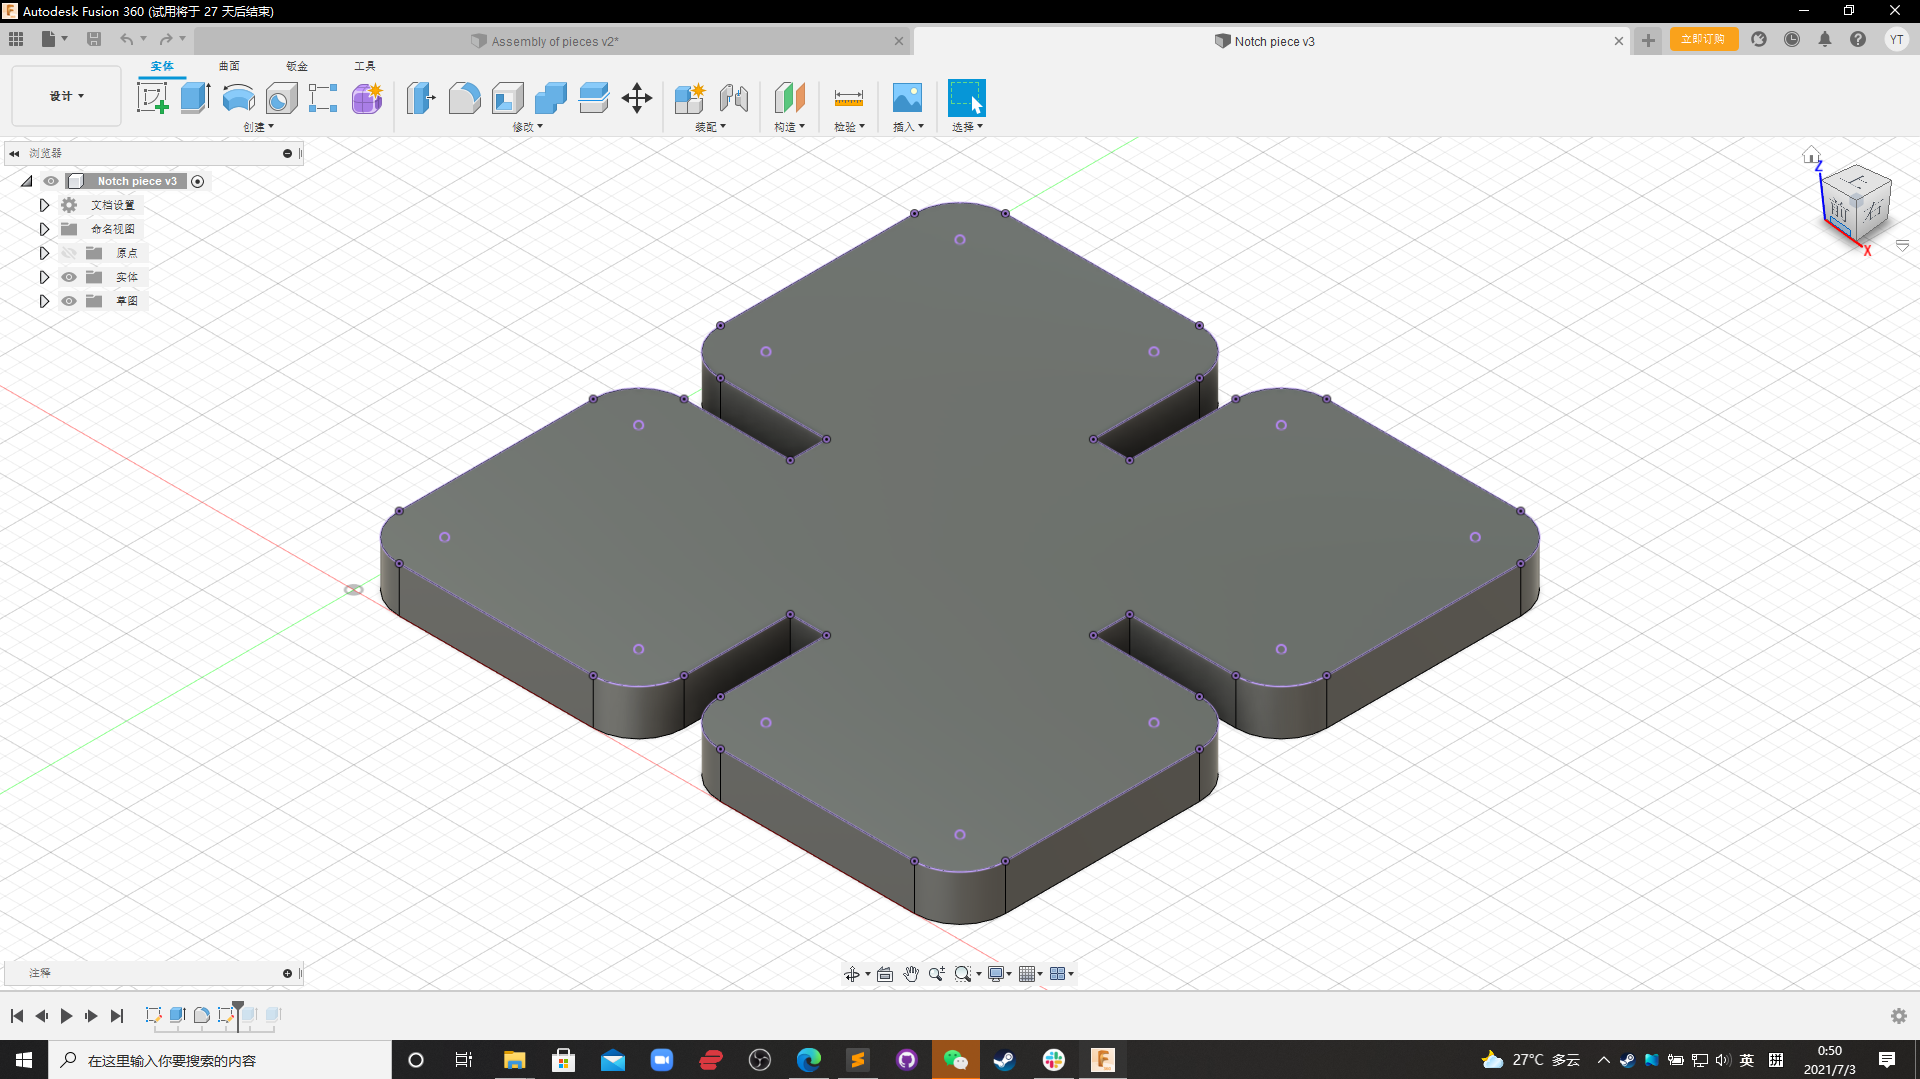 Autodesk Fusion 360 (试用将于 27 天后结束)
Assembly of pieces v2*
Notch piece v3
立即订购
YT
设计
实体
曲面
钣金
工具
创建
修改
装配
构造
检验
插入
选择
浏览器
Notch piece v3
文档设置
命名视图
原点
实体
草图
Z
上
前
右
X
注释
在这里输入你要搜索的内容
27°C 多云
英
拼
0:50
2021/7/3